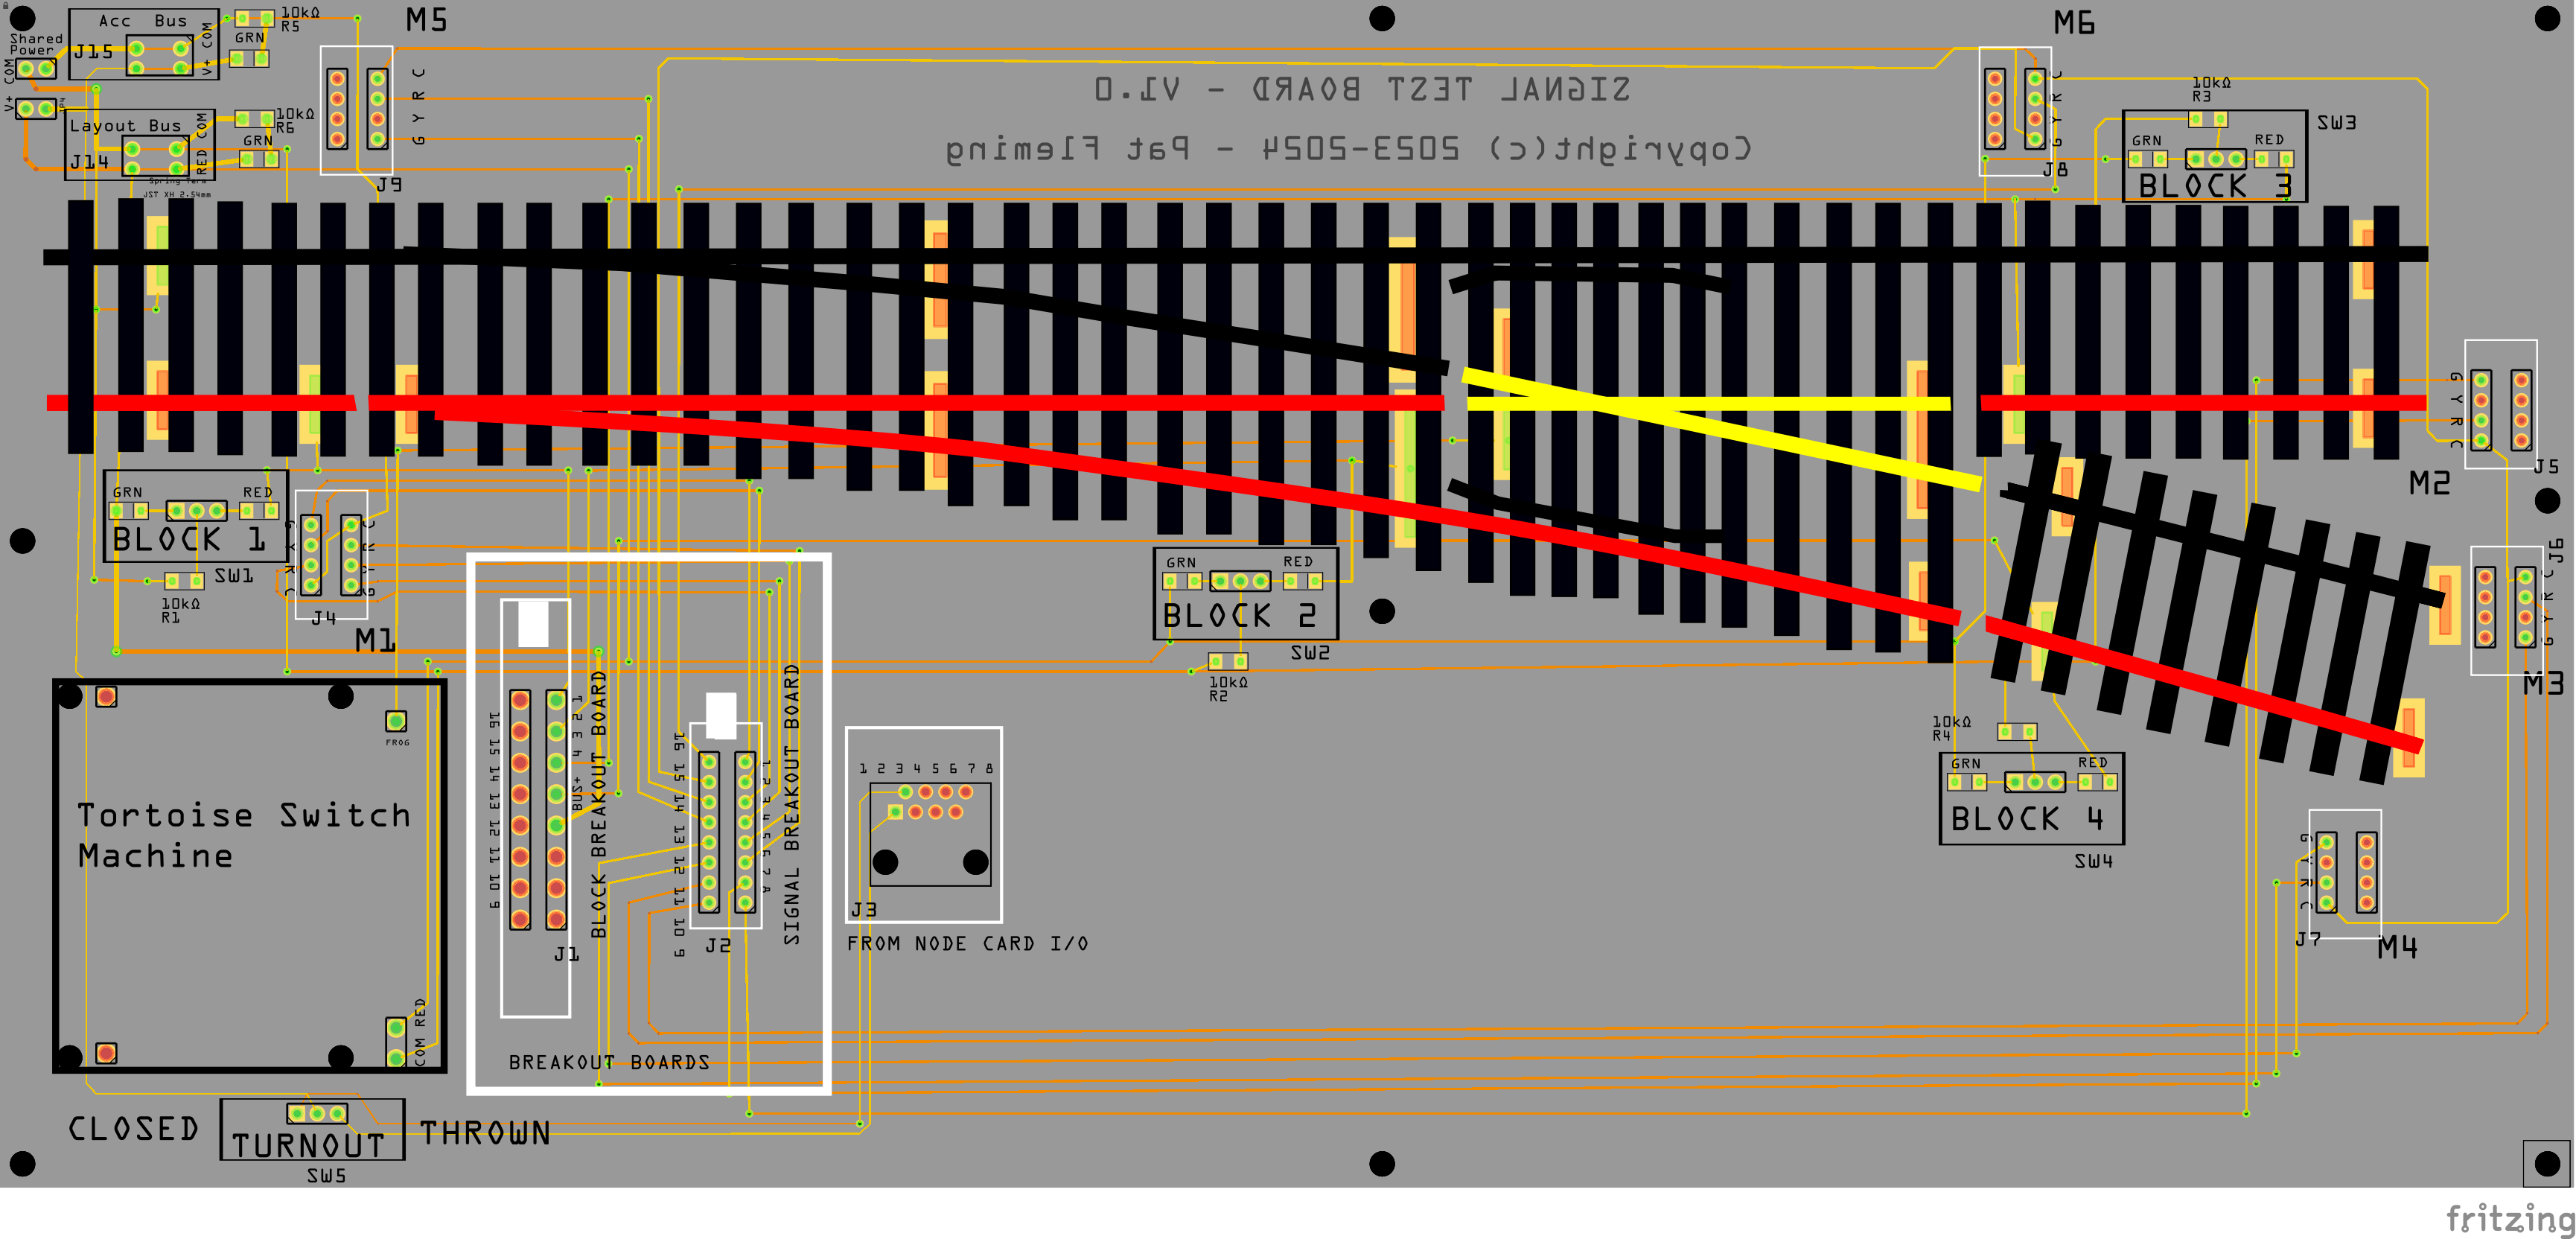 Acc Bus
COM
10kΩ
R5
GRN
M5
M6
Shared
Power
J15
V+
COM
V+
Layout Bus
COM
10kΩ
R6
GRN
J14
RED
Spring Term
JST XH 2.54mm
C
R
Y
G
J9
SIGNAL TEST BOARD - V1.0
Copyright(c) 2023-2024 - Pat Fleming
C
R
Y
G
J8
10kΩ
R3
GRN
RED
SW3
BLOCK 3
G
Y
R
C
J5
M2
GRN
RED
BLOCK 1
SW1
10kΩ
R1
G
Y
R
C
C
R
Y
G
J4
M1
GRN
RED
BLOCK 2
SW2
10kΩ
R2
J6
C
R
Y
G
M3
FROG
Tortoise Switch
Machine
COM RED
1
2
3
4
BUS+
16
15
14
13
12
11
10
9
J1
BLOCK BREAKOUT BOARD
16
15
14
13
12
11
10
9
1
2
3
4
5
6
7
8
J2
SIGNAL BREAKOUT BOARD
BREAKOUT BOARDS
1 2 3 4 5 6 7 8
J3
FROM NODE CARD I/O
10kΩ
R4
GRN
RED
BLOCK 4
SW4
G
Y
R
C
J7
M4
CLOSED
TURNOUT
THROWN
SW5
fritzing